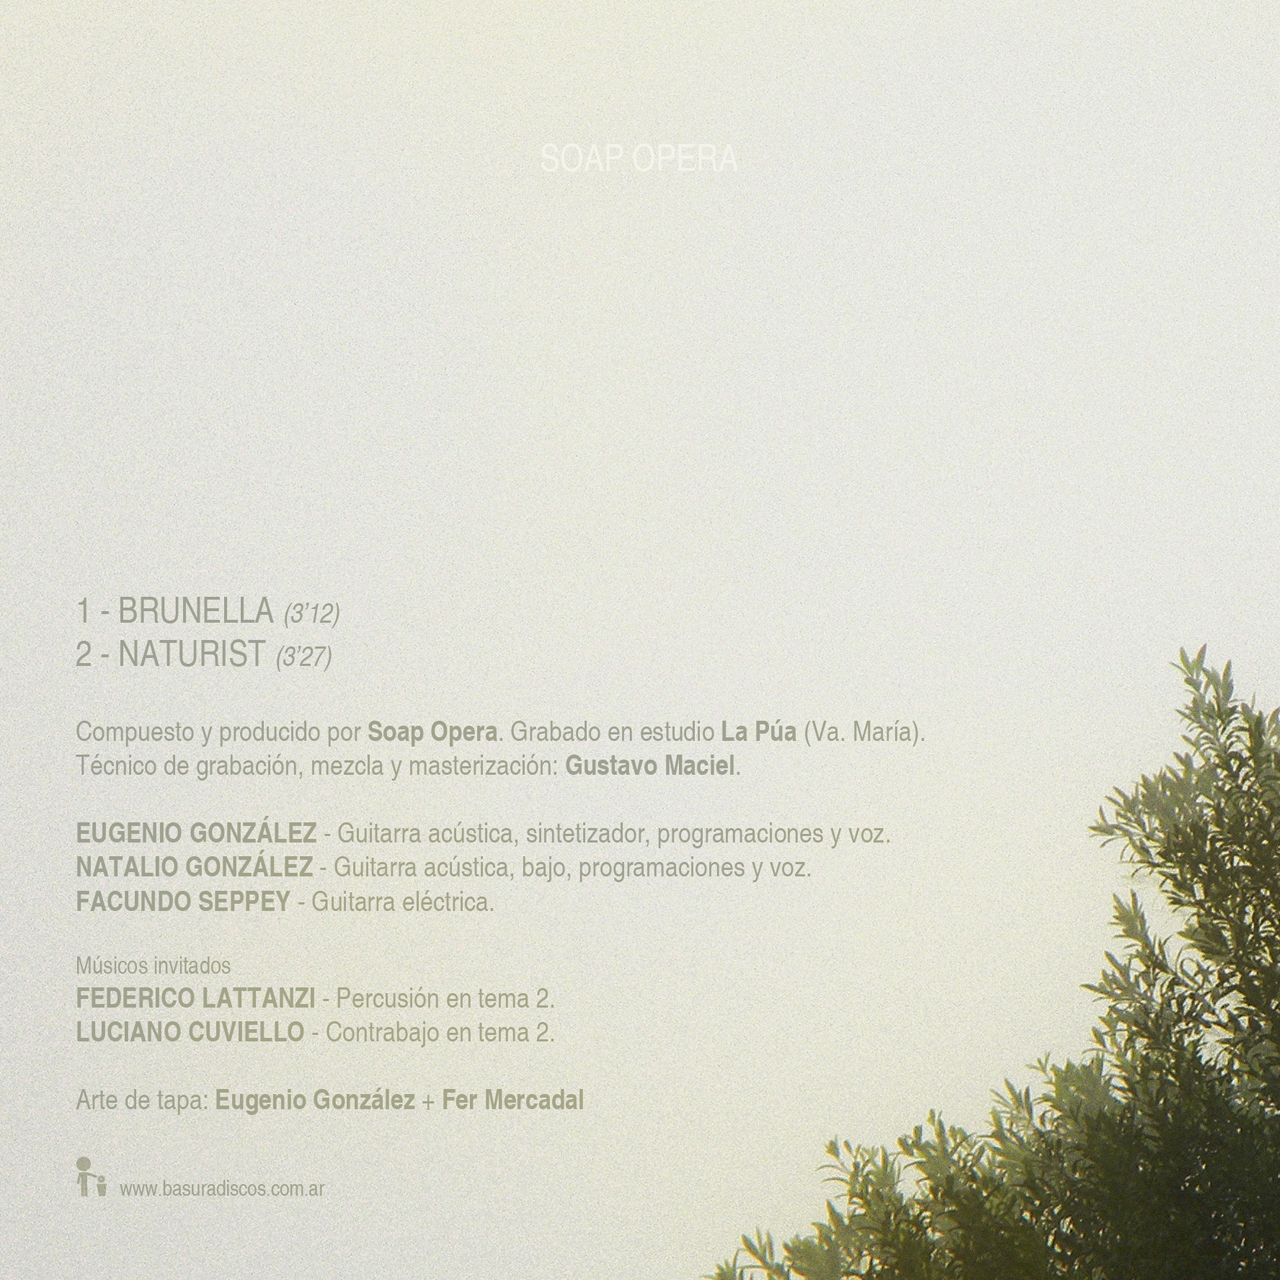 SOAP OPERA
1 - BRUNELLA (3'12)
2 - NATURIST (3'27)
Compuesto y producido por Soap Opera. Grabado en estudio La Púa (Va. María).
Técnico de grabación, mezcla y masterización: Gustavo Maciel.
EUGENIO GONZÁLEZ - Guitarra acústica, sintetizador, programaciones y voz.
NATALIO GONZÁLEZ - Guitarra acústica, bajo, programaciones y voz.
FACUNDO SEPPEY - Guitarra eléctrica.
Músicos invitados
FEDERICO LATTANZI - Percusión en tema 2.
LUCIANO CUVIELLO - Contrabajo en tema 2.
Arte de tapa: Eugenio González + Fer Mercadal
www.basuradiscos.com.ar